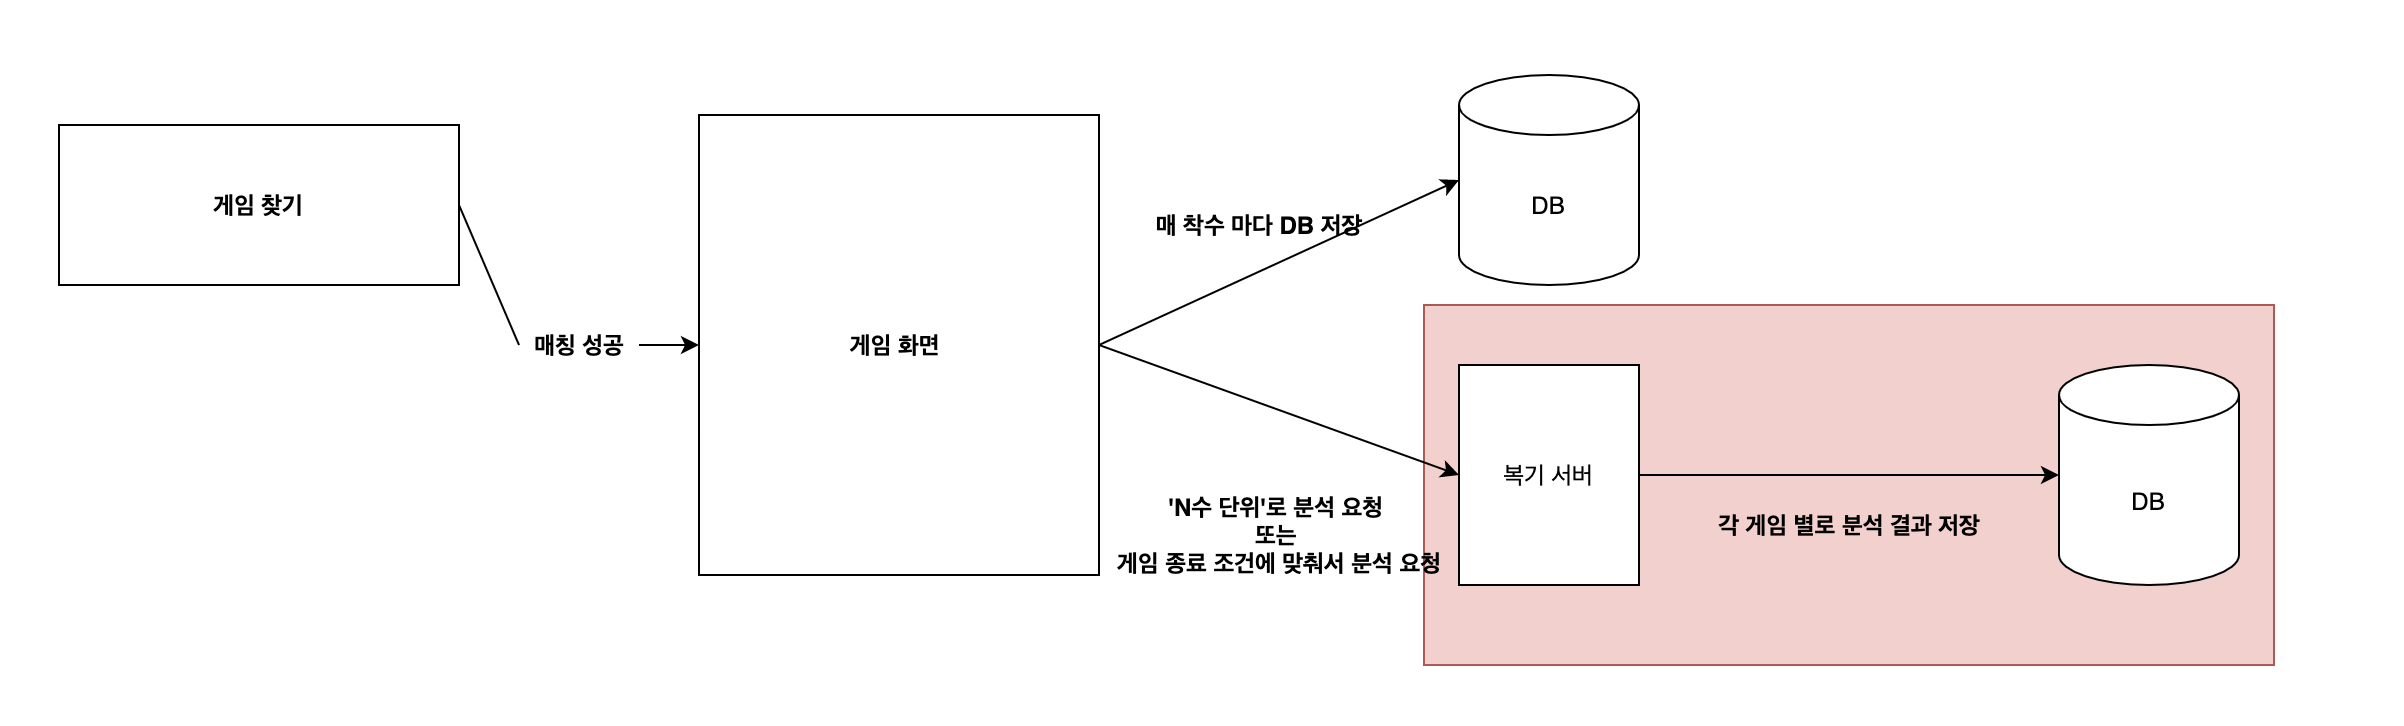 게임 찾기
매칭 성공
게임 화면
매 착수 마다 DB 저장
DB
'N수 단위'로 분석 요청
또는
게임 종료 조건에 맞춰서 분석 요청
복기 서버
각 게임 별로 분석 결과 저장
DB